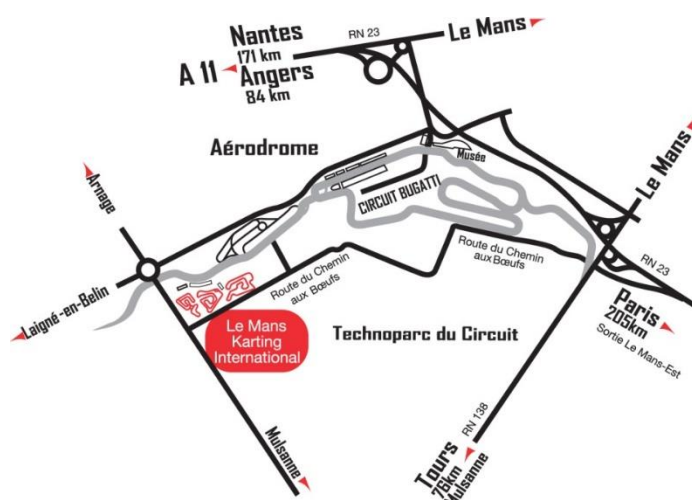 Nantes
171 km
RN 23
Le Mans
A 11
Angers
84 km
Aérodrome
Musée
CIRCUIT BUGATTI
Le Mans
Arnage
Route du Chemin
aux Bœufs
RN 23
Route du Chemin
aux Bœufs
Laigné-en-Belin
Paris
205km
Sortie Le Mans-Est
Le Mans
Karting
International
Technoparc du Circuit
RN 138
Mulsanne
Tours
76km
Mulsanne